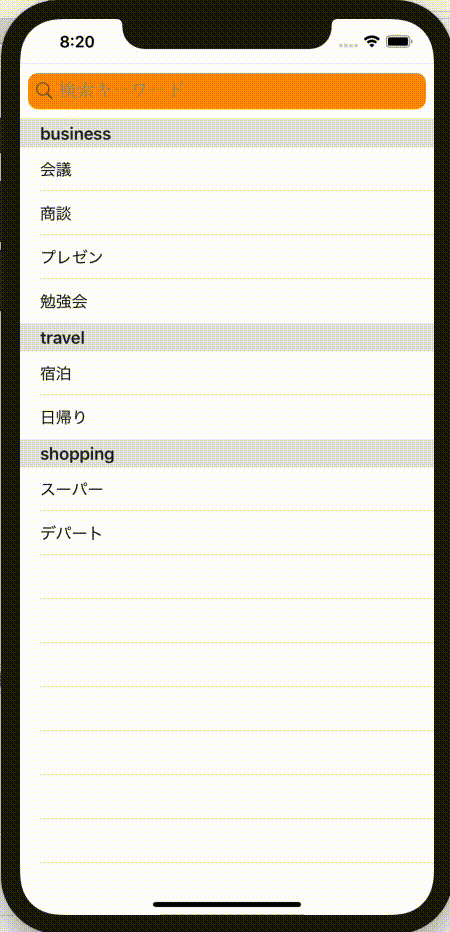 8:20
検索キーワード
business
会議
商談
プレゼン
勉強会
travel
宿泊
日帰り
shopping
スーパー
デパート